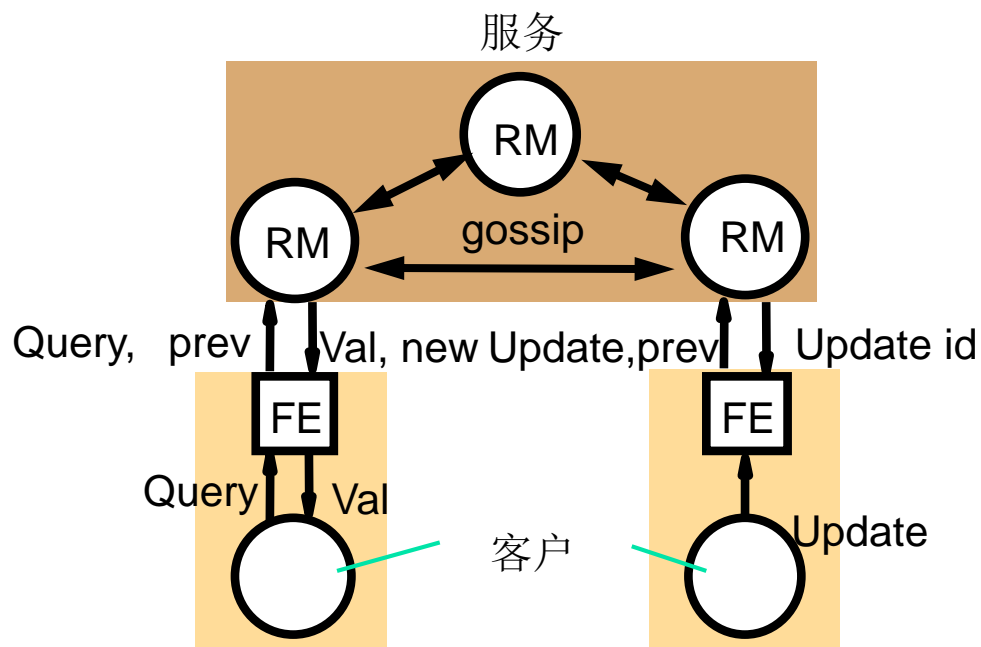 服务
RM
RM
gossip
RM
Query, prev
Val, new
Update,prev
Update id
FE
FE
Query
Val
客户
Update